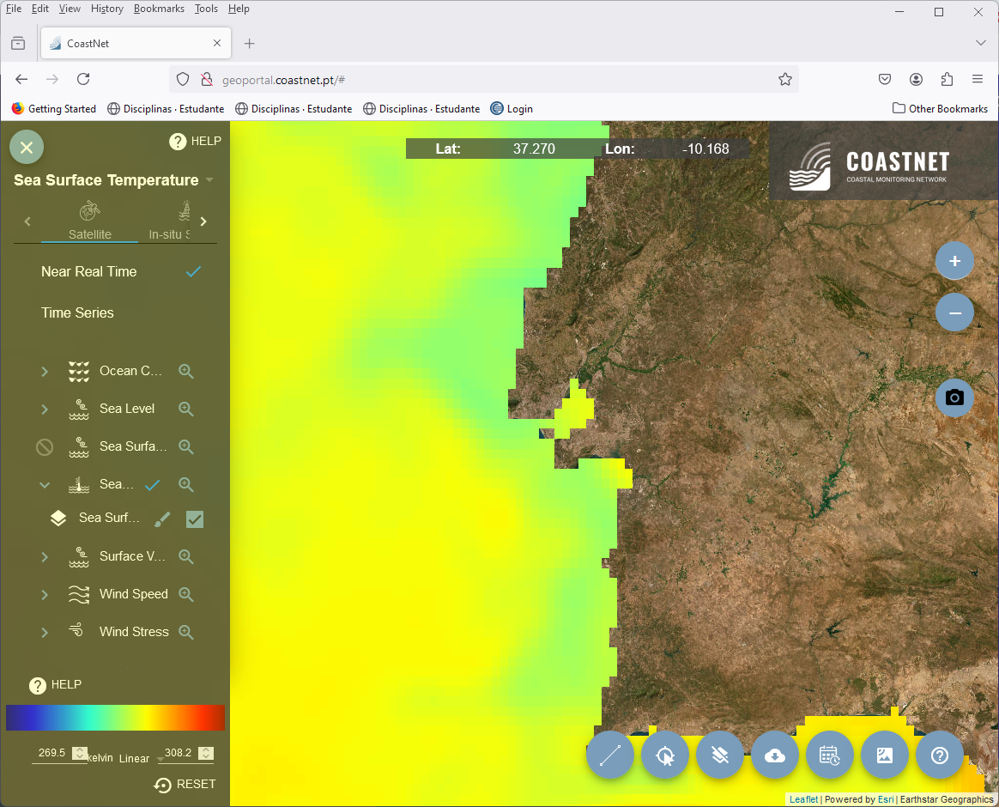 File Edit View History Bookmarks Tools Help
CoastNet
geoportal.coastnet.pt/#
Getting Started Disciplinas · Estudante Disciplinas · Estudante Disciplinas · Estudante Login Other Bookmarks
HELP
Lat: 37.270 Lon: -10.168
COASTNET
COASTAL MONITORING NETWORK
Sea Surface Temperature
Satellite In-situ S
Near Real Time
Time Series
Ocean C...
Sea Level
Sea Surfa...
Sea...
Sea Surf...
Surface V...
Wind Speed
Wind Stress
HELP
269.5 kelvin Linear 308.2
RESET
Leaflet | Powered by Esri | Earthstar Geographics